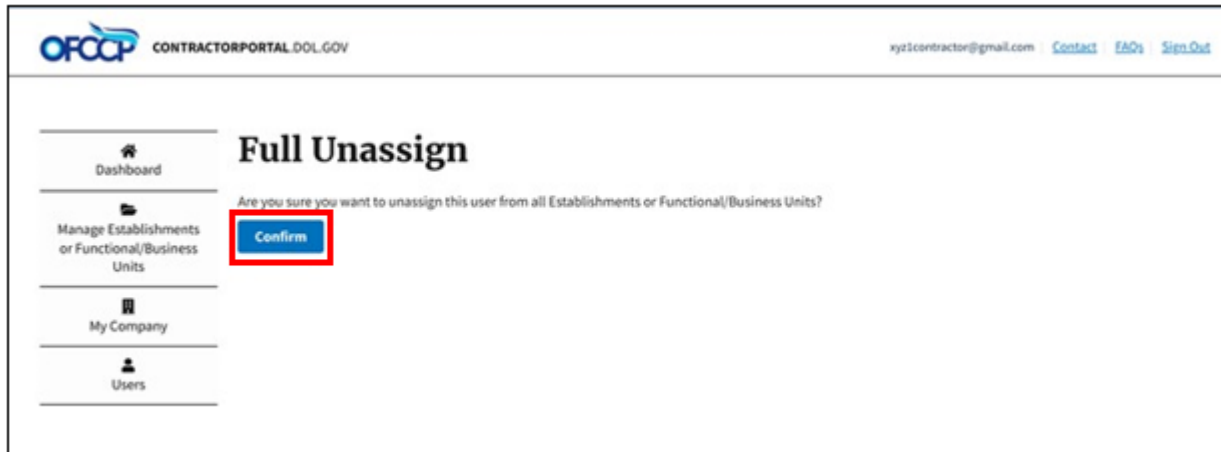 OFCCP CONTRACTORPORTAL.DOL.GOV
xyz1contractor@gmail.com Contact FAQs Sign Out
Dashboard
Manage Establishments
or Functional/Business
Units
My Company
Users
Full Unassign
Are you sure you want to unassign this user from all Establishments or Functional/Business Units?
Confirm